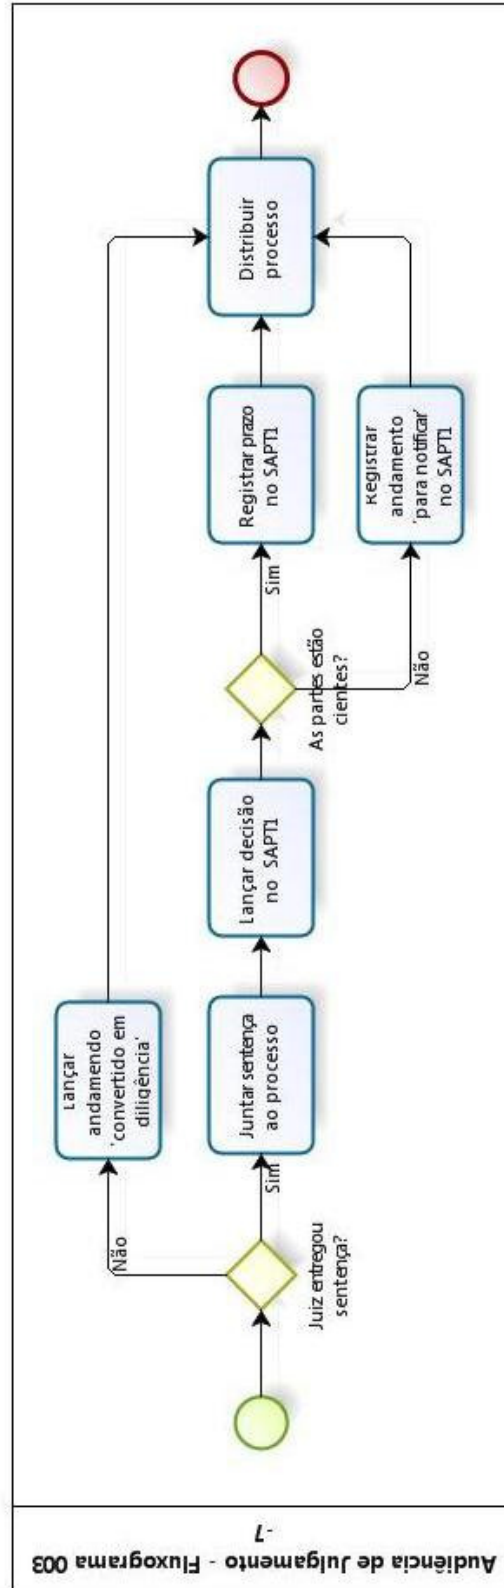 Audiência de Julgamento - Fluxograma 003
-7
Juiz entregou
sentença?
Não
Sim
Lançar
andamendo
'convertido em
diligência'
Juntar sentença
ao processo
Lançar decisão
no SAPT1
As partes estão
cientes?
Sim
Não
Registrar prazo
no SAPT1
Registrar
andamento
'para notificar'
no SAPT1
Distribuir
processo